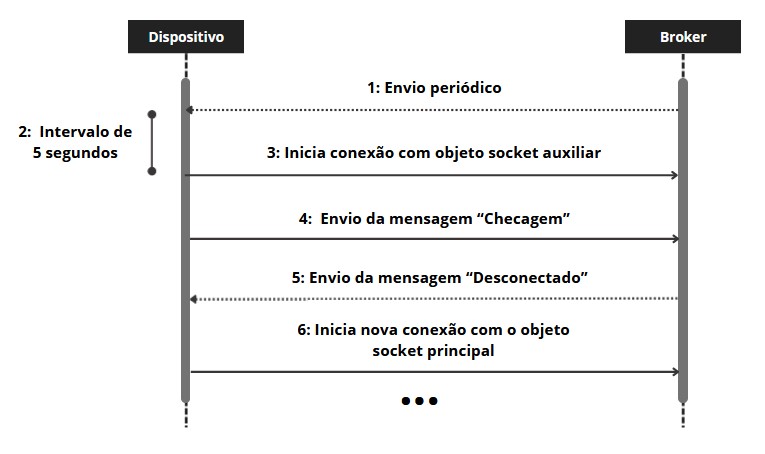 Dispositivo
Broker
1: Envio periódico
2:  Intervalo de
5 segundos
3: Inicia conexão com objeto socket auxiliar
4:  Envio da mensagem “Checagem”
5: Envio da mensagem “Desconectado”
6: Inicia nova conexão com o objeto
socket principal